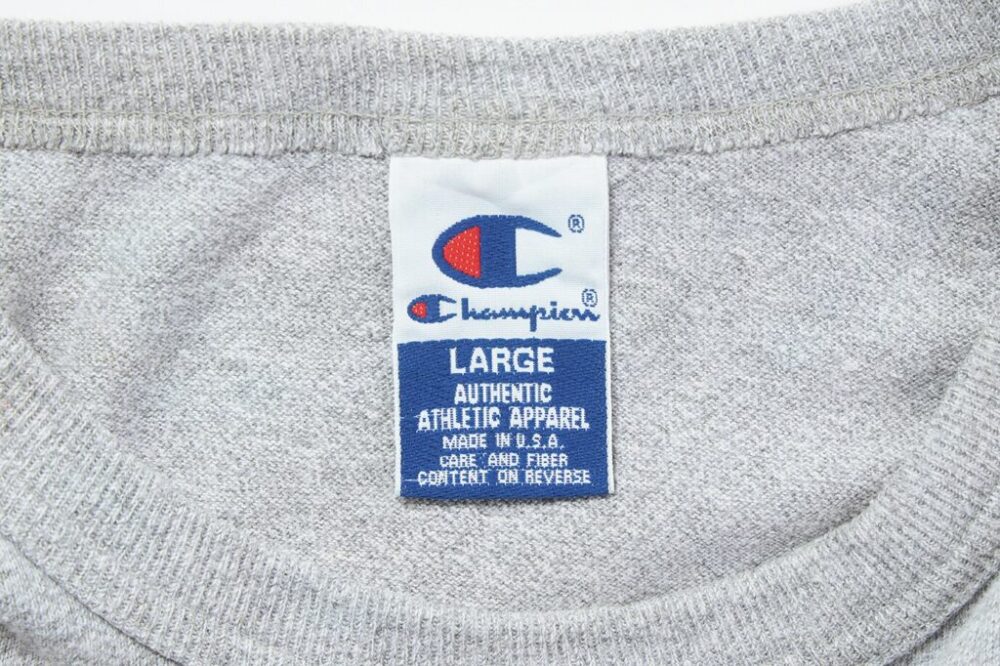 ®
Champion®
LARGE
AUTHENTIC
ATHLETIC APPAREL
MADE IN U.S.A.
CARE AND FIBER
CONTENT ON REVERSE